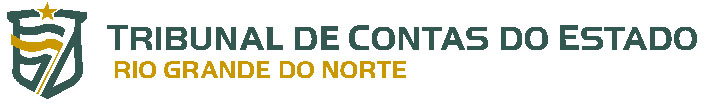 TRIBUNAL DE CONTAS DO ESTADO
RIO GRANDE DO NORTE